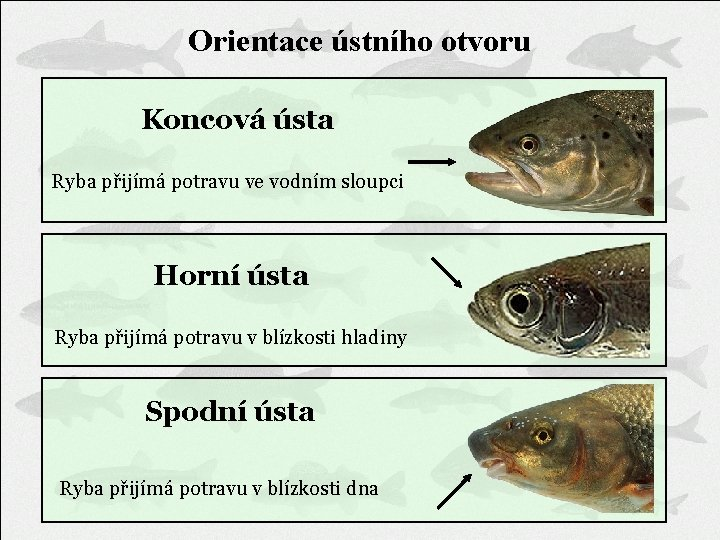 Orientace ústního otvoru
Koncová ústa
Ryba přijímá potravu ve vodním sloupci
Horní ústa
Ryba přijímá potravu v blízkosti hladiny
Spodní ústa
Ryba přijímá potravu v blízkosti dna